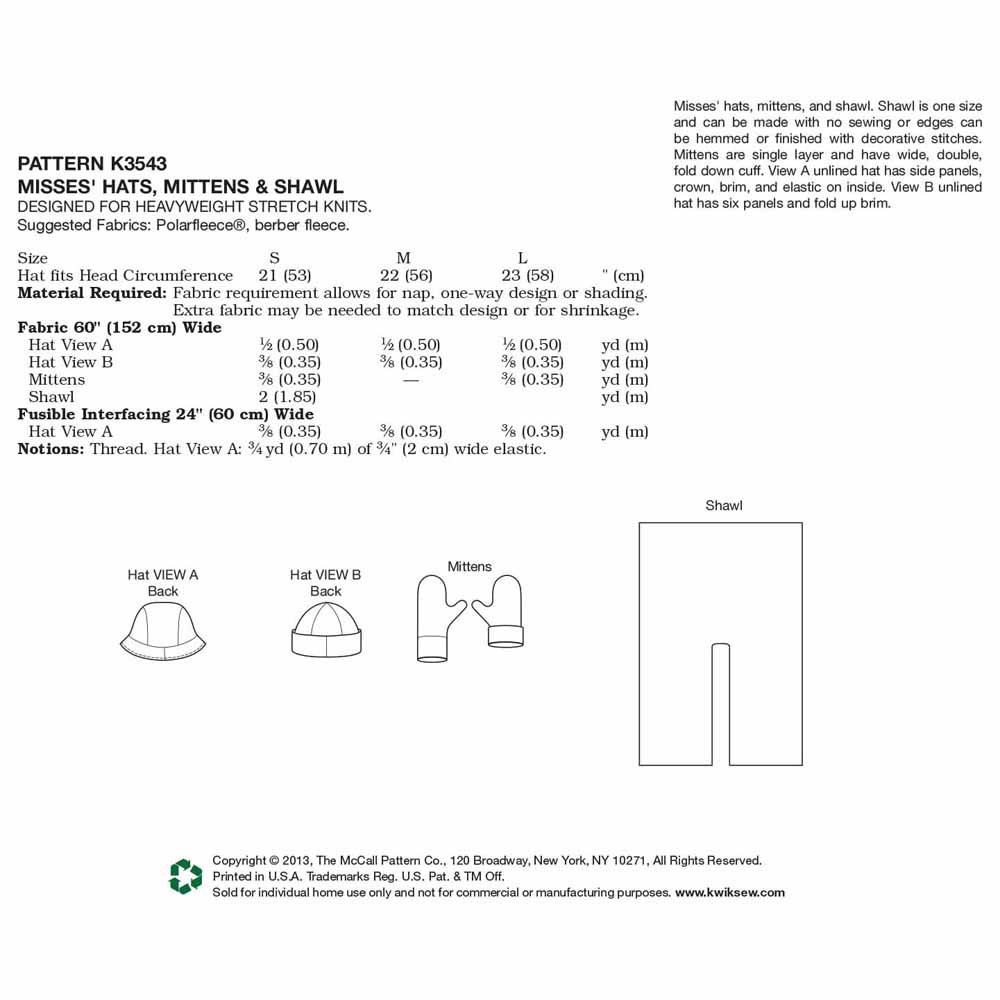 Misses' hats, mittens, and shawl. Shawl is one size
and can be made with no sewing or edges can
be hemmed or finished with decorative stitches.
Mittens are single layer and have wide, double,
fold down cuff. View A unlined hat has side panels,
crown, brim, and elastic on inside. View B unlined
hat has six panels and fold up brim.
PATTERN K3543
MISSES' HATS, MITTENS & SHAWL
DESIGNED FOR HEAVYWEIGHT STRETCH KNITS.
Suggested Fabrics: Polarfleece®, berber fleece.
Size S M L
Hat fits Head Circumference 21 (53) 22 (56) 23 (58) " (cm)
Material Required: Fabric requirement allows for nap, one-way design or shading.
Extra fabric may be needed to match design or for shrinkage.
Fabric 60" (152 cm) Wide
Hat View A ½ (0.50) ½ (0.50) ½ (0.50) yd (m)
Hat View B ⅜ (0.35) ⅜ (0.35) ⅜ (0.35) yd (m)
Mittens ⅜ (0.35) — ⅜ (0.35) yd (m)
Shawl 2 (1.85) yd (m)
Fusible Interfacing 24" (60 cm) Wide
Hat View A ⅜ (0.35) ⅜ (0.35) ⅜ (0.35) yd (m)
Notions: Thread. Hat View A: ¾ yd (0.70 m) of ¾" (2 cm) wide elastic.
Shawl
Mittens
Hat VIEW A
Back
Hat VIEW B
Back
Copyright © 2013, The McCall Pattern Co., 120 Broadway, New York, NY 10271, All Rights Reserved.
Printed in U.S.A. Trademarks Reg. U.S. Pat. & TM Off.
Sold for individual home use only and not for commercial or manufacturing purposes. www.kwiksew.com